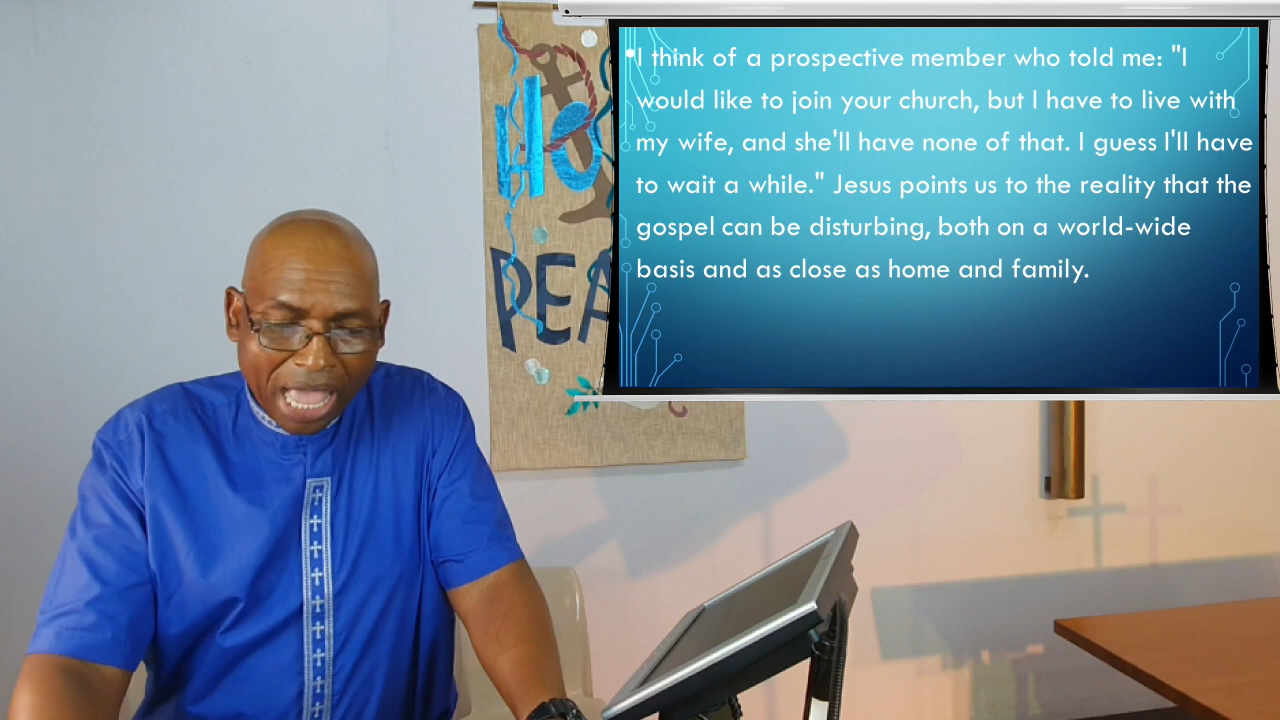 HO
PEA
I think of a prospective member who told me: "I
would like to join your church, but I have to live with
my wife, and she'll have none of that. I guess I'll have
to wait a while." Jesus points us to the reality that the
gospel can be disturbing, both on a world-wide
basis and as close as home and family.